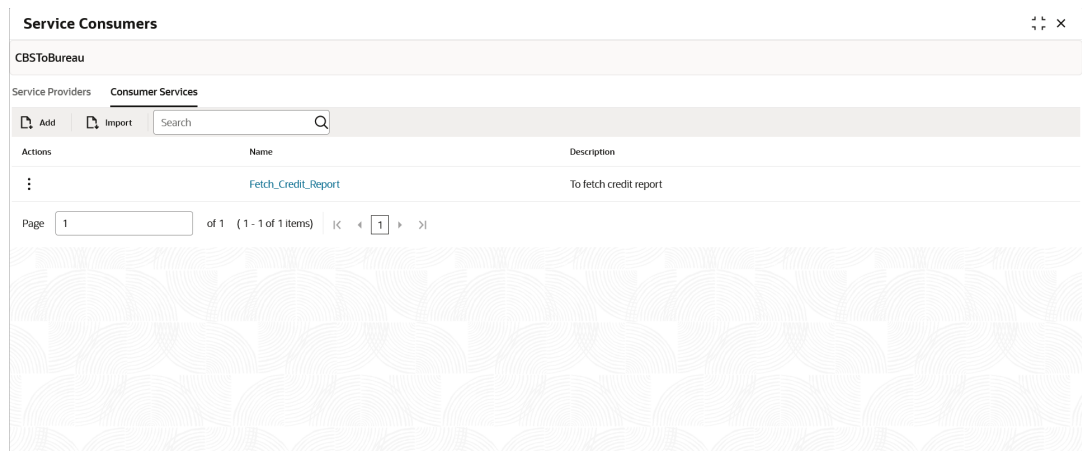 Service Consumers
CBSToBureau
Service Providers Consumer Services
Add Import Search
Actions Name Description
Fetch_Credit_Report To fetch credit report
Page 1 of 1 ( 1 - 1 of 1 items) 1